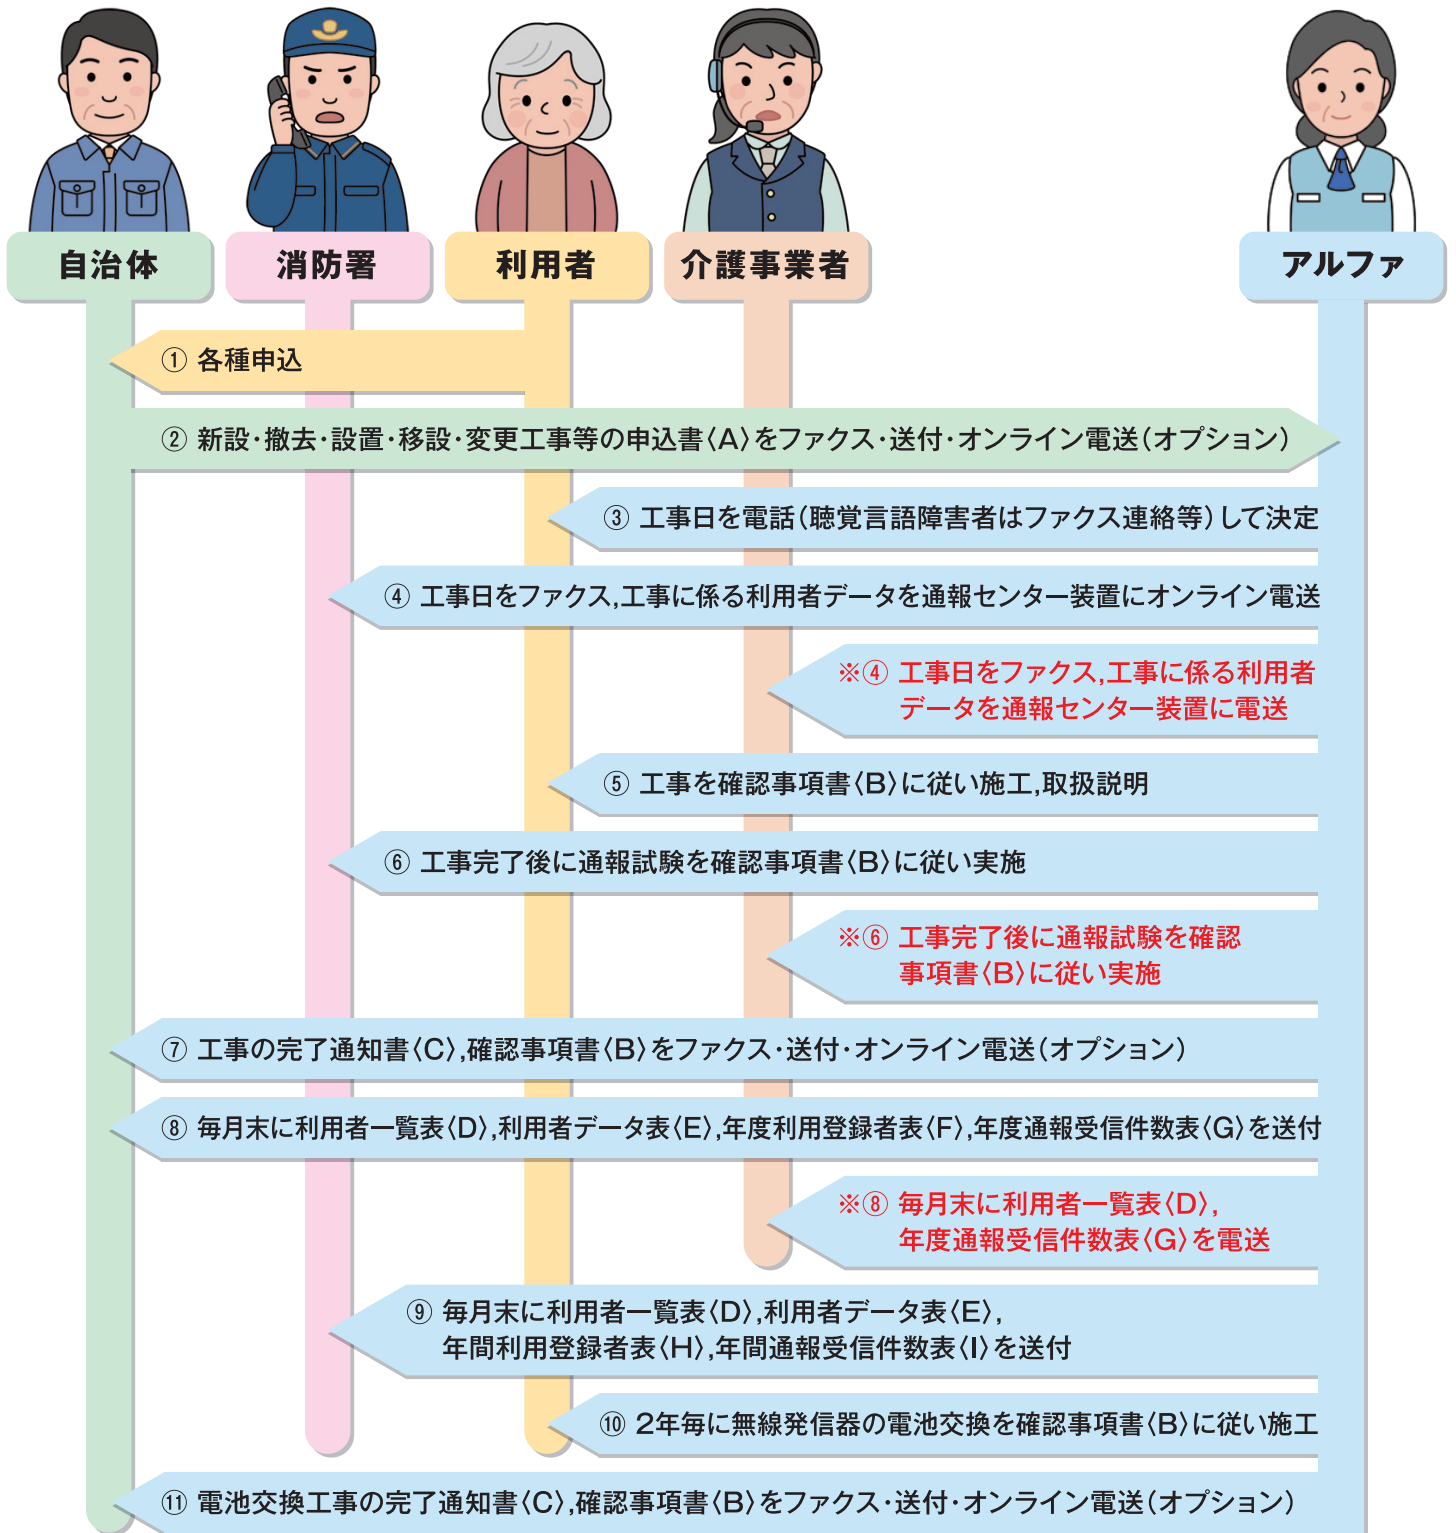 自治体
消防署
利用者
介護事業者
アルファ
① 各種申込
② 新設・撤去・設置・移設・変更工事等の申込書〈A〉をファクス・送付・オンライン電送(オプション)
③ 工事日を電話(聴覚言語障害者はファクス連絡等)して決定
④ 工事日をファクス,工事に係る利用者データを通報センター装置にオンライン電送
※④ 工事日をファクス,工事に係る利用者
データを通報センター装置に電送
⑤ 工事を確認事項書〈B〉に従い施工,取扱説明
⑥ 工事完了後に通報試験を確認事項書〈B〉に従い実施
※⑥ 工事完了後に通報試験を確認
事項書〈B〉に従い実施
⑦ 工事の完了通知書〈C〉,確認事項書〈B〉をファクス・送付・オンライン電送(オプション)
⑧ 毎月末に利用者一覧表〈D〉,利用者データ表〈E〉,年度利用登録者表〈F〉,年度通報受信件数表〈G〉を送付
※⑧ 毎月末に利用者一覧表〈D〉,
年度通報受信件数表〈G〉を電送
⑨ 毎月末に利用者一覧表〈D〉,利用者データ表〈E〉,
年間利用登録者表〈H〉,年間通報受信件数表〈I〉を送付
⑩ 2年毎に無線発信器の電池交換を確認事項書〈B〉に従い施工
⑪ 電池交換工事の完了通知書〈C〉,確認事項書〈B〉をファクス・送付・オンライン電送(オプション)